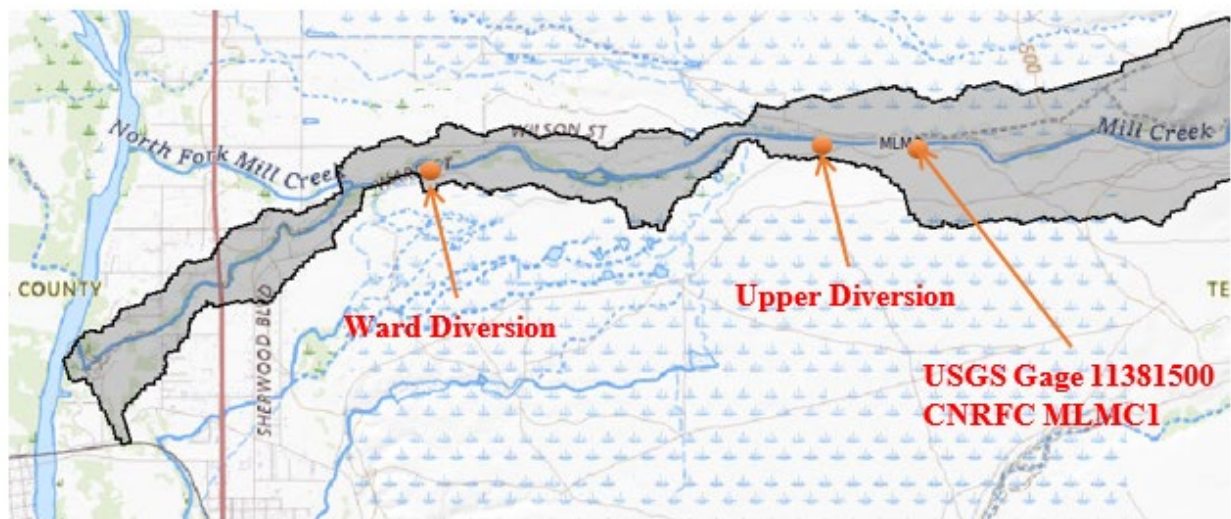 500
North Fork Mill Creek
WILSON ST
MLM
Mill Creek
COUNTY
TE
SHERWOOD BLVD
Ward Diversion
Upper Diversion
USGS Gage 11381500
CNRFC MLMC1